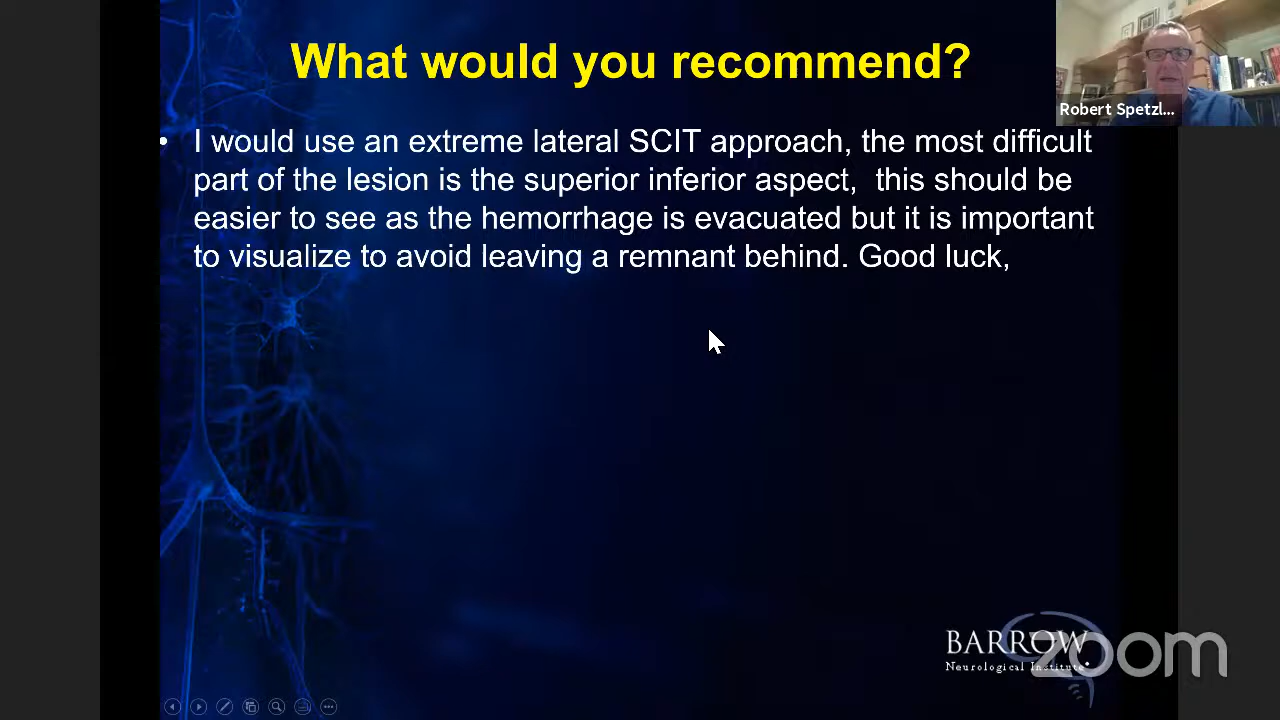 What would you recommend?
Robert Spetzl...
• I would use an extreme lateral SCIT approach, the most difficult
part of the lesion is the superior inferior aspect,  this should be
easier to see as the hemorrhage is evacuated but it is important
to visualize to avoid leaving a remnant behind. Good luck,
BARROW
Neurological Institute
zoom